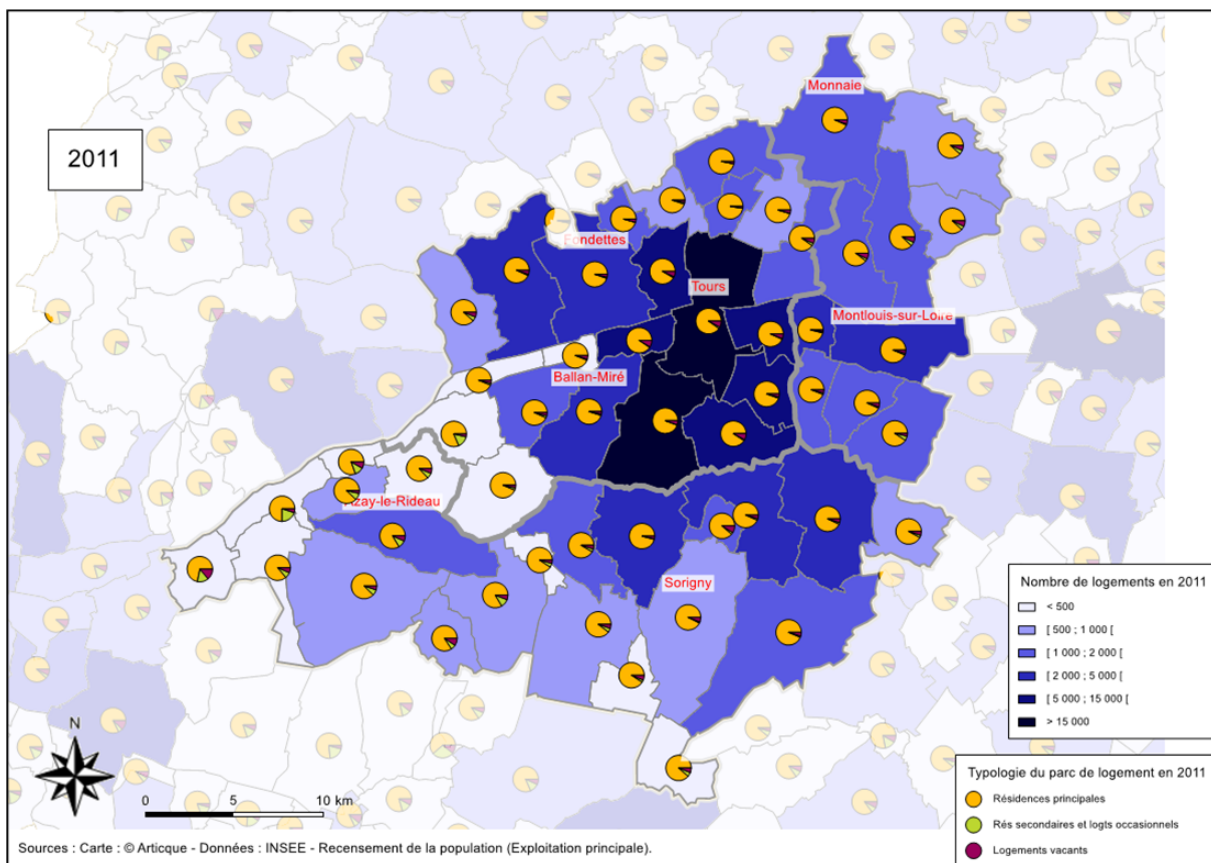 Monnaie
2011
Fondettes
Tours
Montlouis-sur-Loire
Ballan-Miré
Azay-le-Rideau
Sorigny
Nombre de logements en 2011
< 500
[ 500 ; 1 000 [
[ 1 000 ; 2 000 [
[ 2 000 ; 5 000 [
[ 5 000 ; 15 000 [
> 15 000
N
0 5 10 km
Typologie du parc de logement en 2011
Résidences principales
Rés secondaires et logts occasionnels
Logements vacants
Sources : Carte : © Articque - Données : INSEE - Recensement de la population (Exploitation principale).